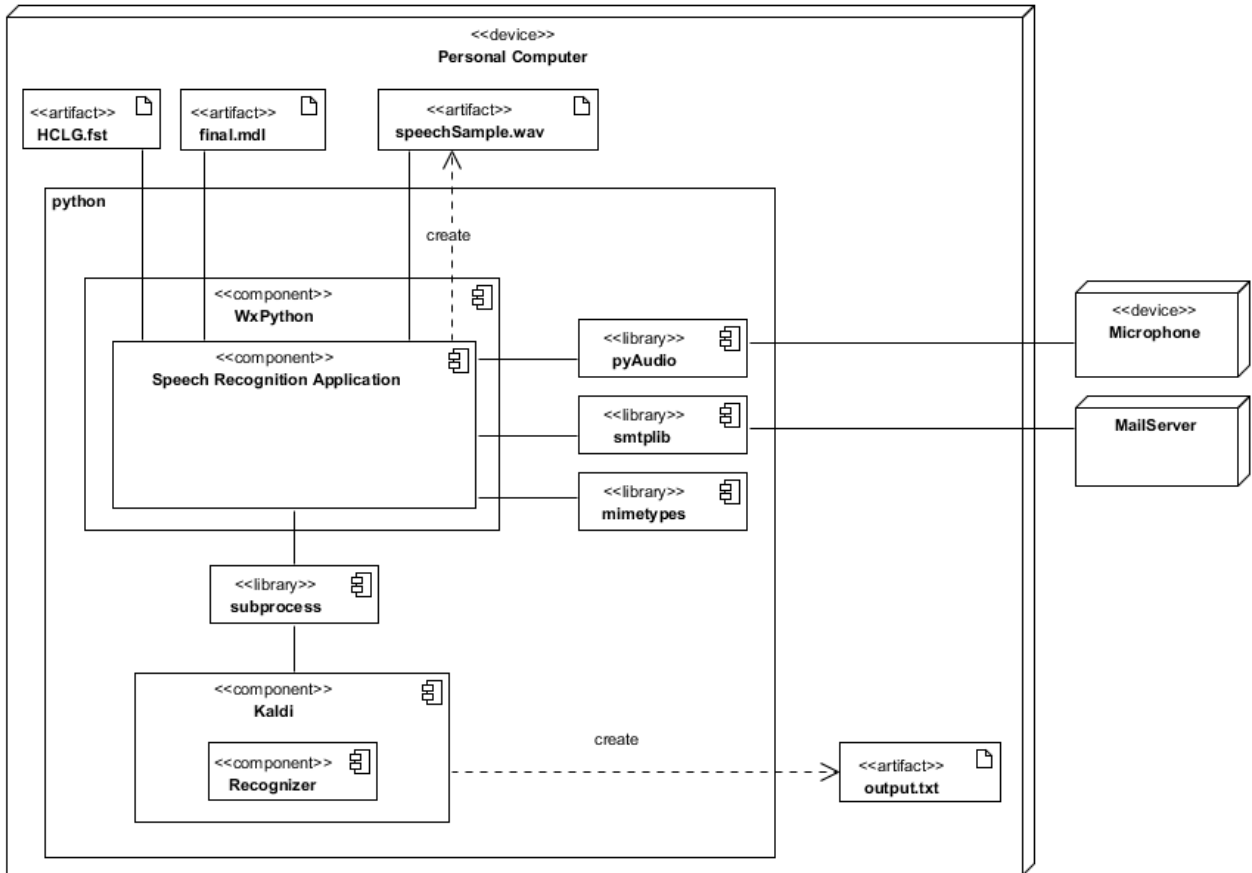 <<device>>
Personal Computer
<<artifact>>
HCLG.fst
<<artifact>>
final.mdl
<<artifact>>
speechSample.wav
python
create
<<component>>
WxPython
<<component>>
Speech Recognition Application
<<library>>
pyAudio
<<device>>
Microphone
<<library>>
smtplib
MailServer
<<library>>
mimetypes
<<library>>
subprocess
<<component>>
Kaldi
<<component>>
Recognizer
create
<<artifact>>
output.txt